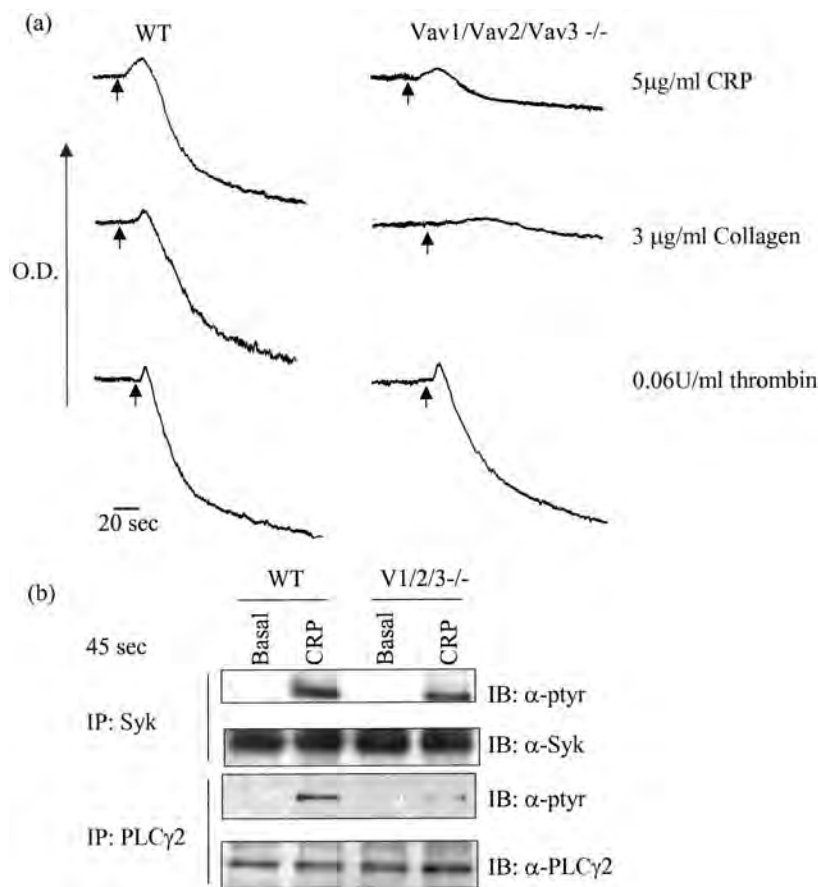 (a)
WT
Vav1/Vav2/Vav3 -/-
5μg/ml CRP
3 μg/ml Collagen
O.D.
0.06U/ml thrombin
20 sec
(b)
WT
V1/2/3-/-
45 sec
Basal
CRP
Basal
CRP
IP: Syk
IB: α-ptyr
IB: α-Syk
IP: PLCγ2
IB: α-ptyr
IB: α-PLCγ2